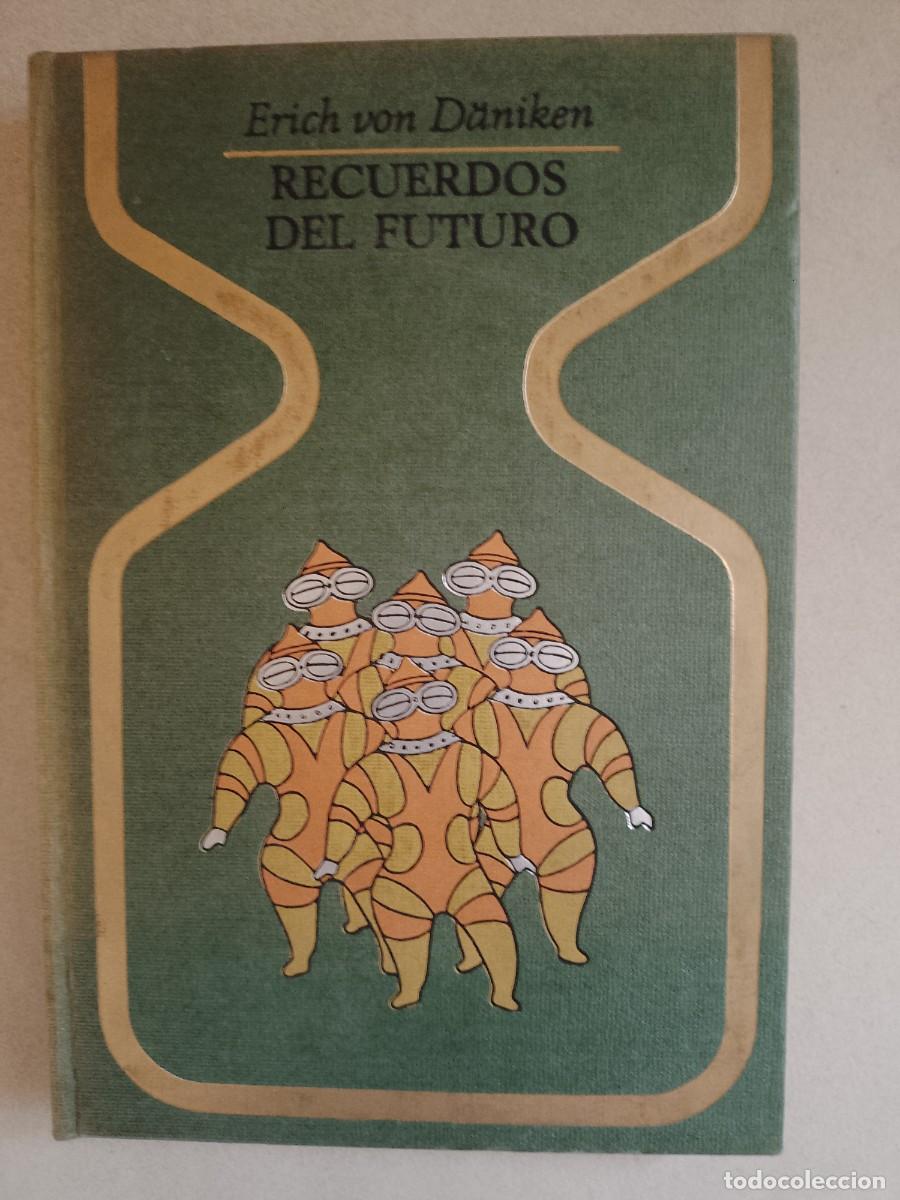 Erich von Däniken
RECUERDOS
DEL FUTURO
todocoleccion